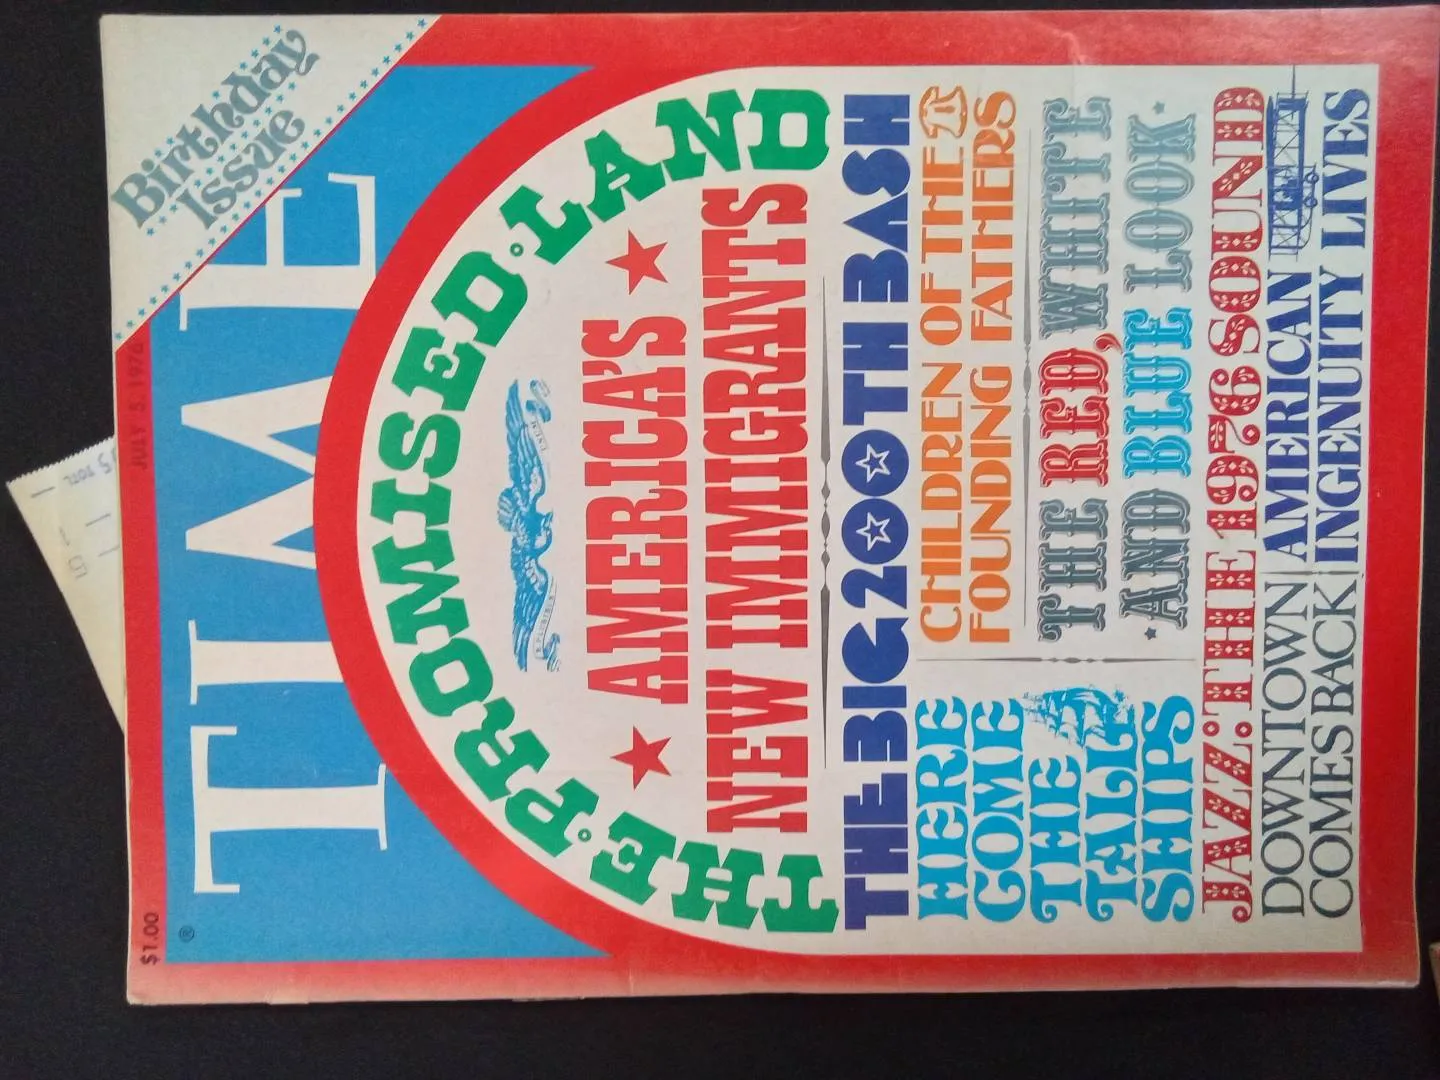 $1.00
JULY 5, 1976
Birthday
Issue
TIME
®
THE·PROMISED·LAND
AMERICA'S
NEW IMMIGRANTS
THE BIG 200TH BASH
HERE
COME
THE
TALL
SHIPS
CHILDREN OF THE
FOUNDING FATHERS
THE RED, WHITE
AND BLUE LOOK
JAZZ: THE 1976 SOUND
DOWNTOWN
COMES BACK
AMERICAN
INGENUITY LIVES